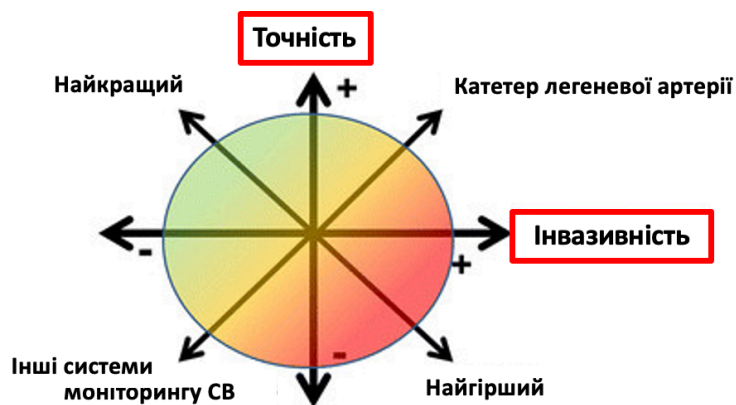 Точність
Найкращий
+
Катетер легеневої артерії
Інвазивність
-
+
-
Інші системи
моніторингу СВ
Найгірший